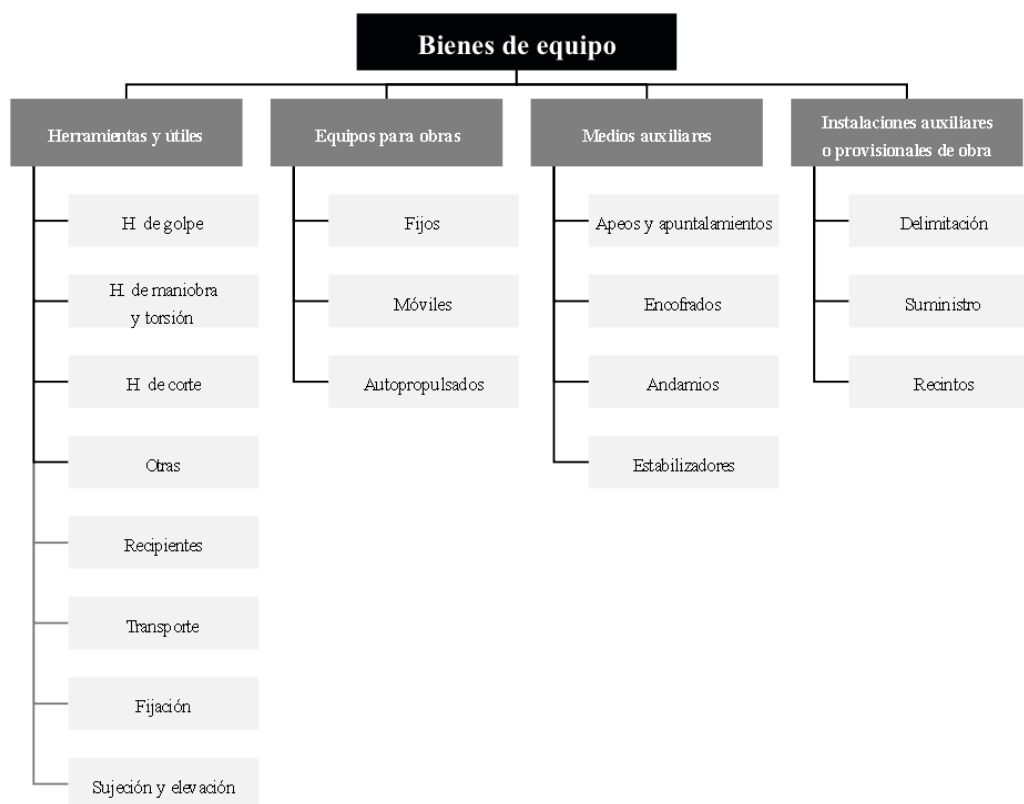 Bienes de equipo
Herramientas y útiles
Equipos para obras
Medios auxiliares
Instalaciones auxiliares
o provisionales de obra
H. de golpe
H. de maniobra
y torsión
H. de corte
Otras
Recipientes
Transporte
Fijación
Sujeción y elevación
Fijos
Móviles
Autopropulsados
Apeos y apuntalamientos
Encofrados
Andamios
Estabilizadores
Delimitación
Suministro
Recintos